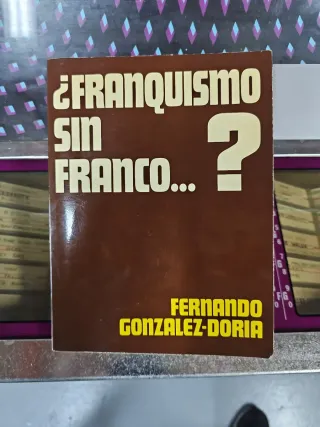 ¿FRANQUISMO
SIN
FRANCO...?
FERNANDO
GONZALEZ-DORIA